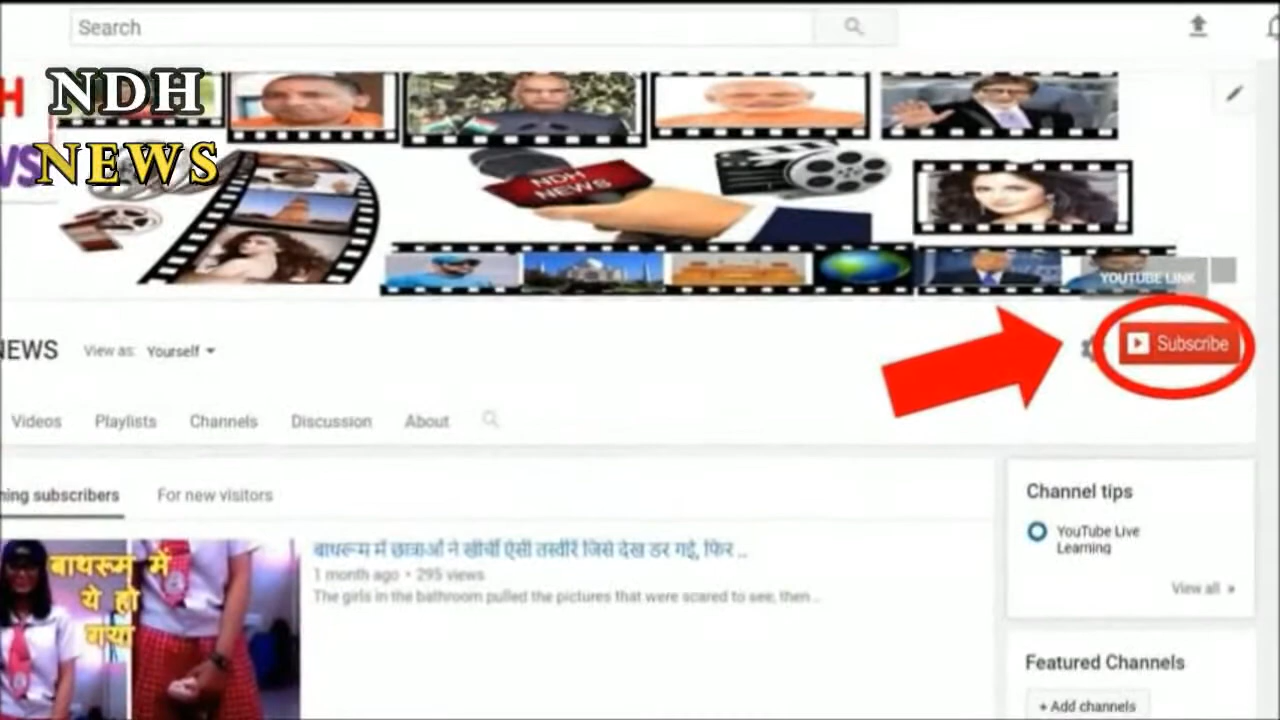 Search
H
NDH
WS
NEWS
NDH
NEWS
YOUTUBE LINK
Subscribe
NEWS
View as:
Yourself
Videos
Playlists
Channels
Discussion
About
ning subscribers
For new visitors
Channel tips
YouTube Live
Learning
View all »
Featured Channels
+ Add channels
बाथरूम में
ये हो
गया
बाथरूम में छात्राओं ने खींचीं ऐसी तस्वीरें जिसे देख डर गई, फिर ...
1 month ago • 295 views
The girls in the bathroom pulled the pictures that were scared to see, then ...